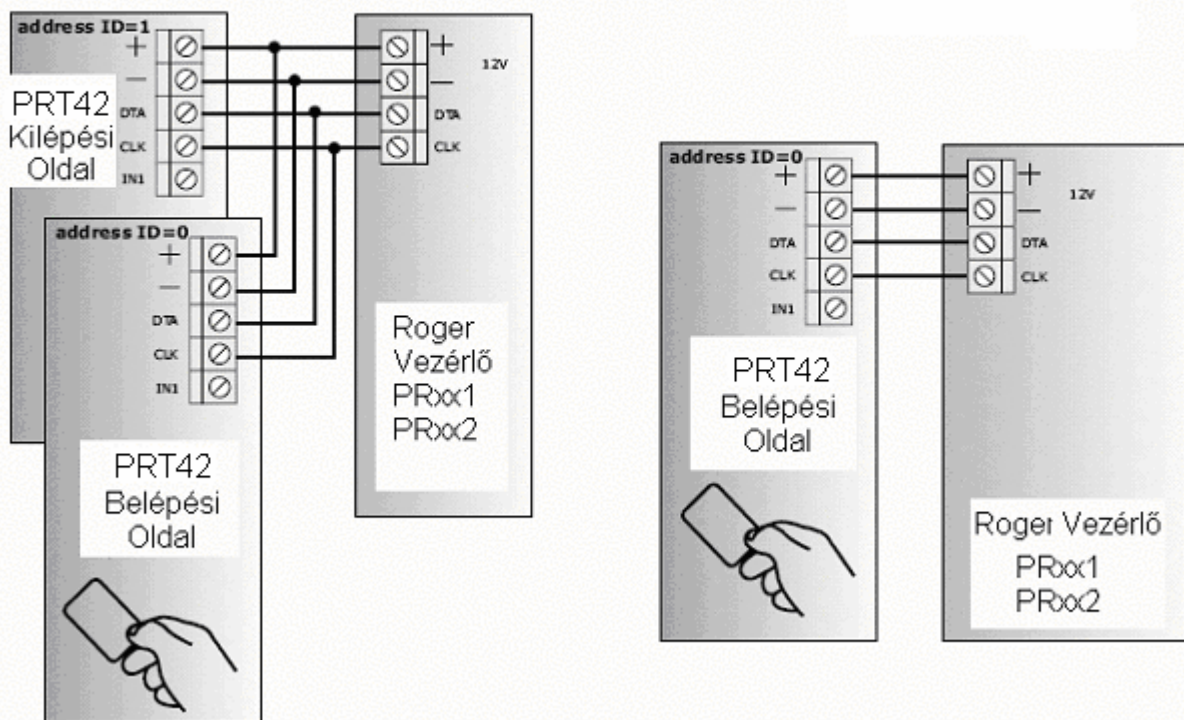 address ID=1
+
—
DTA
CLK
IN1
PRT42
Kilépési
Oldal
+
—
DTA
CLK
12V
Roger
Vezérlő
PRxx1
PRxx2
address ID=0
+
—
DTA
CLK
IN1
PRT42
Belépési
Oldal
address ID=0
+
—
DTA
CLK
IN1
PRT42
Belépési
Oldal
+
—
DTA
CLK
12V
Roger Vezérlő
PRxx1
PRxx2